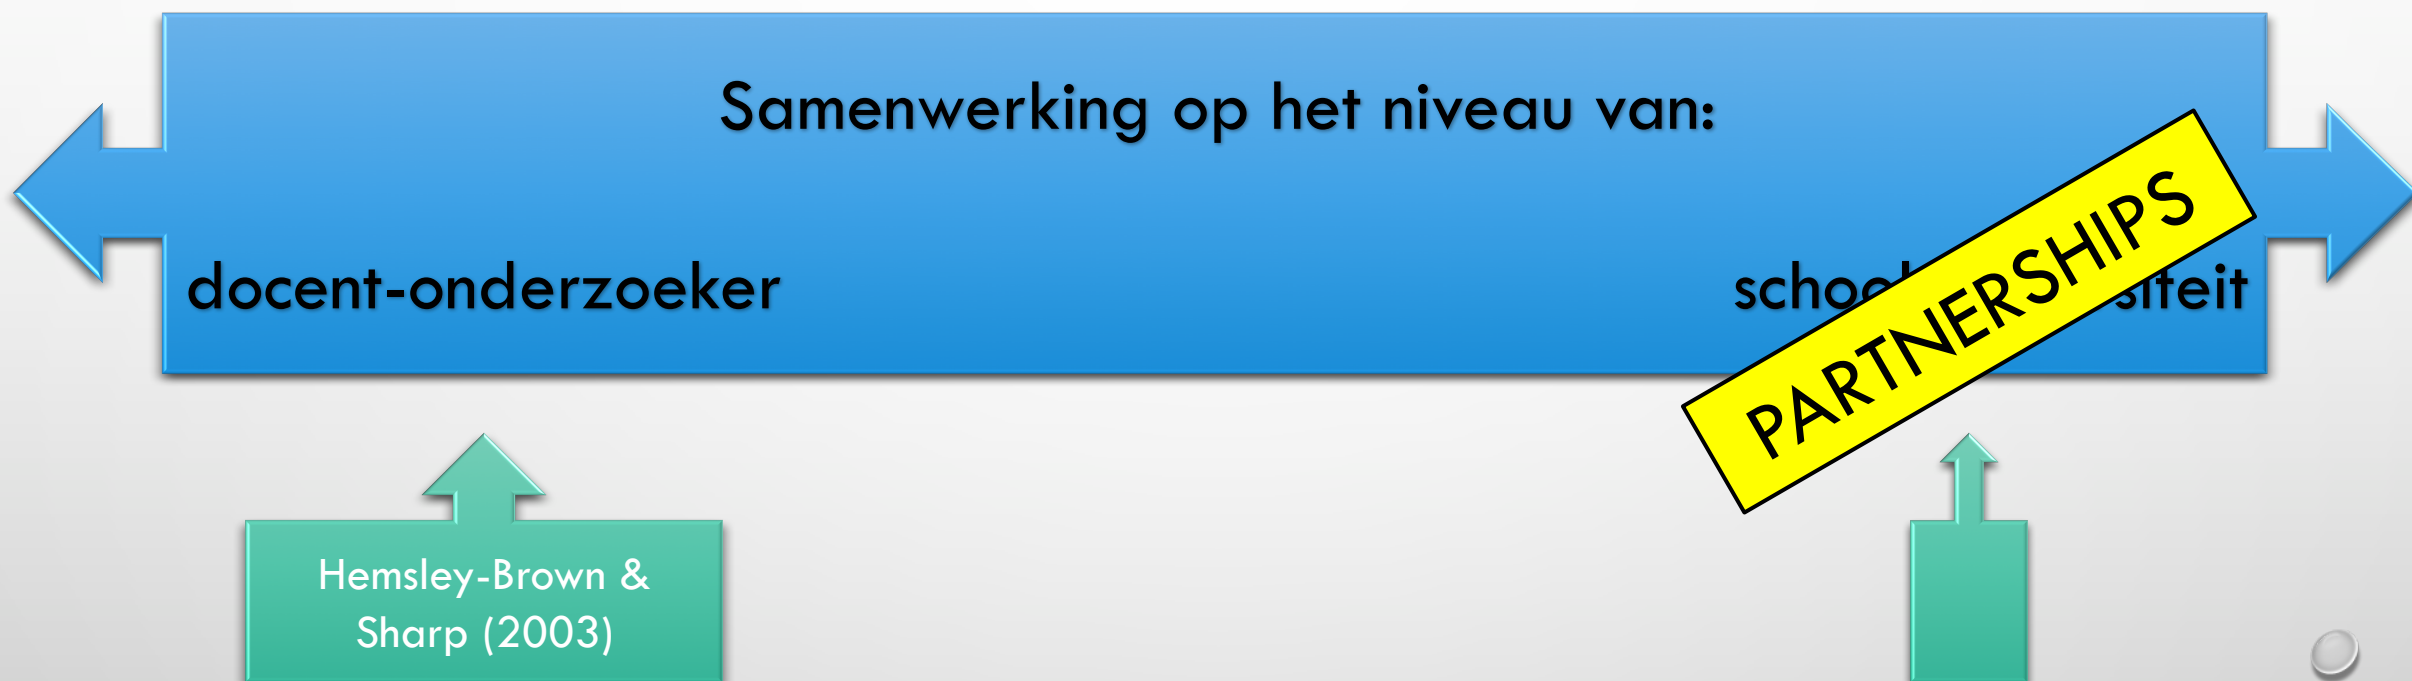 Samenwerking op het niveau van:
docent-onderzoeker
PARTNERSHIPS
Hemsley-Brown &
Sharp (2003)